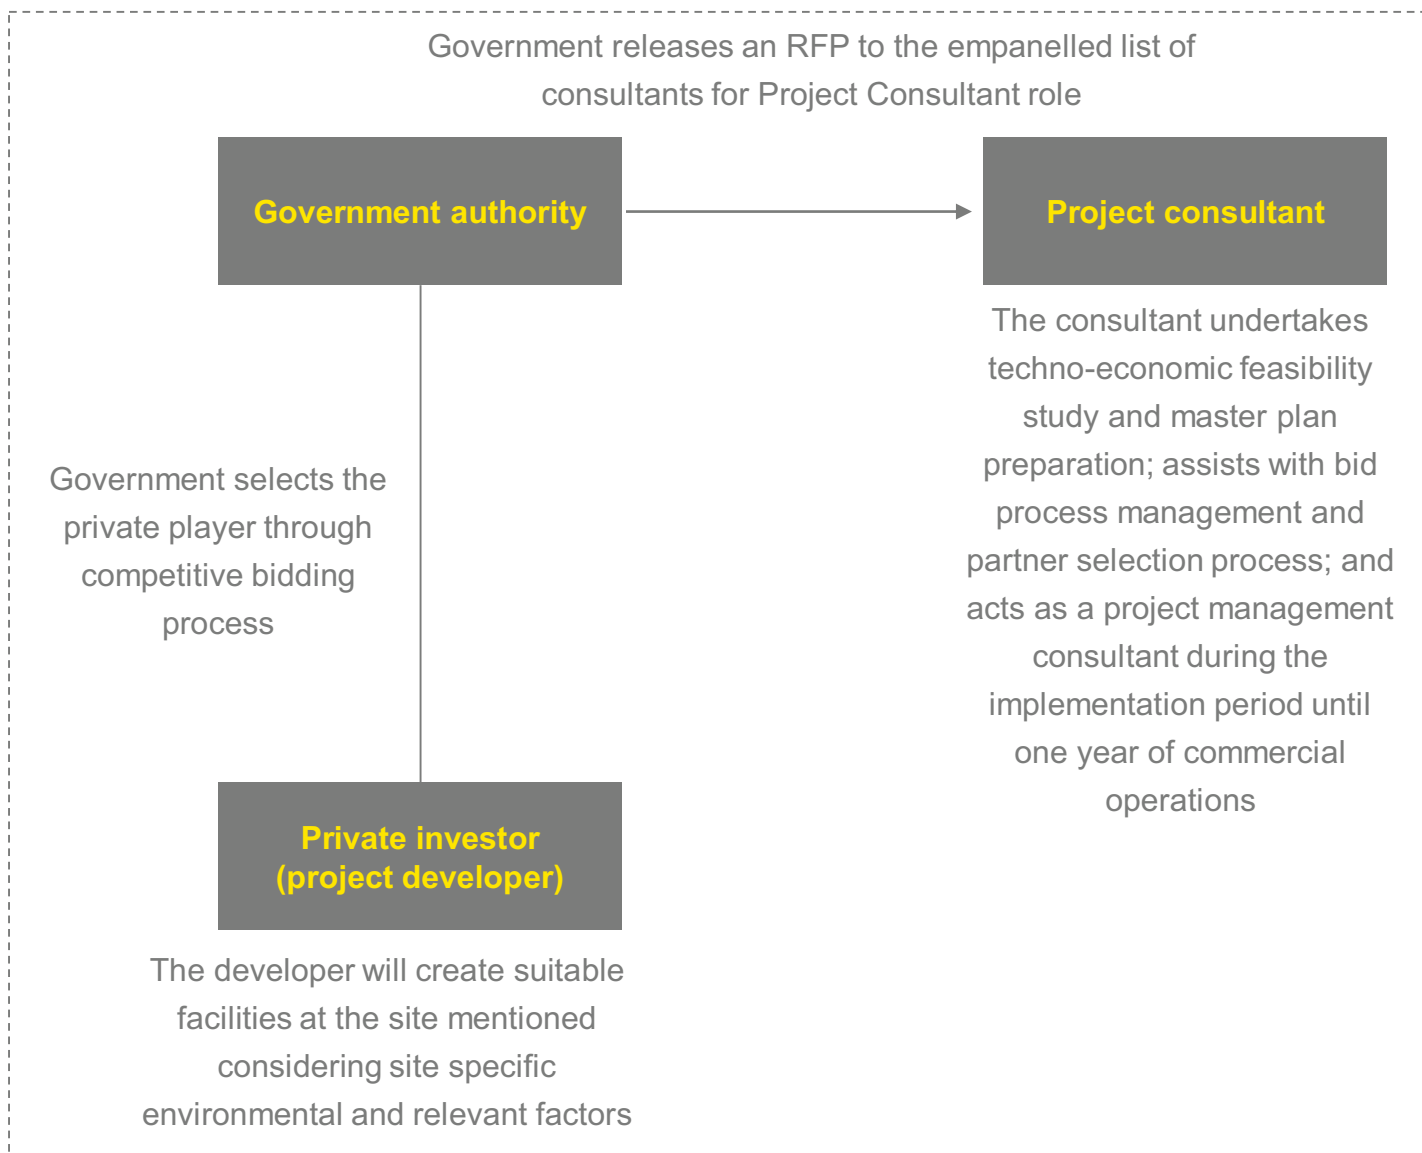 Government releases an RFP to the empanelled list of
consultants for Project Consultant role
Government authority
Project consultant
The consultant undertakes
techno-economic feasibility
study and master plan
preparation; assists with bid
process management and
partner selection process; and
acts as a project management
consultant during the
implementation period until
one year of commercial
operations
Government selects the
private player through
competitive bidding
process
Private investor
(project developer)
The developer will create suitable
facilities at the site mentioned
considering site specific
environmental and relevant factors